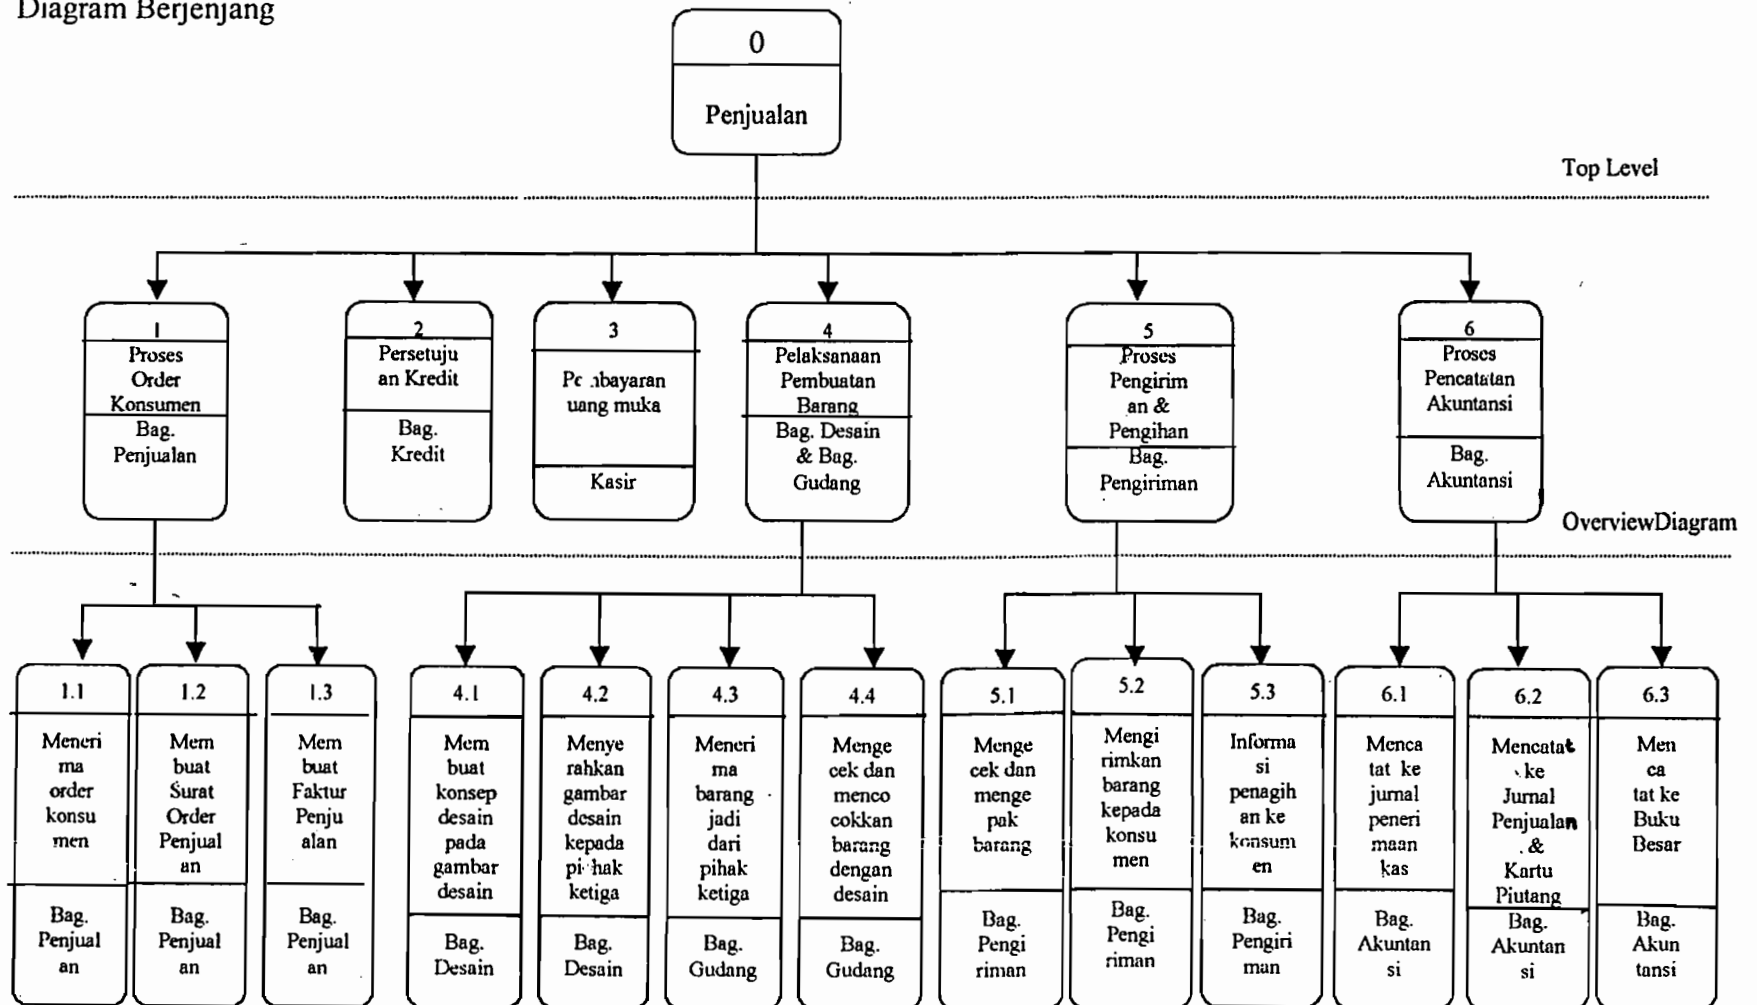 Diagram Berjenjang
0
Penjualan
Top Level
1
Proses
Order
Konsumen
Bag.
Penjualan
2
Persetuju
an Kredit
Bag.
Kredit
3
uang muka
Kasir
4
Pelaksanaan
Pembuatan
Barang
Bag. Desain
& Bag.
Gudang
5
Proses
Pengirim
an &
Pengihan
Bag.
Pengiriman
6
Proses
Pencatatan
Akuntansi
Bag.
Akuntansi
OverviewDiagram
1.1
Meneri
ma
order
konsu
men
Bag.
Penjual
an
1.2
Mem
buat
Surat
Order
Penjual
an
Bag.
Penjual
an
1.3
Mem
buat
Faktur
Penju
alan
Bag.
Penjual
an
4.1
Mem
buat
konsep
desain
pada
gambar
desain
Bag.
Desain
4.2
Menye
rahkan
gambar
desain
kepada
pihak
ketiga
Bag.
Desain
4.3
Meneri
ma
barang
jadi
dari
pihak
ketiga
Bag.
Gudang
4.4
Menge
cek dan
menco
cokkan
barang
dengan
desain
Bag.
Gudang
5.1
Menge
cek dan
menge
pak
barang
Bag.
Pengi
riman
5.2
Mengi
rimkan
barang
kepada
konsu
men
Bag.
Pengi
riman
5.3
Informa
si
penagih
an ke
konsum
en
Bag.
Pengiri
man
6.1
Menca
tat ke
jurnal
peneri
maan
kas
Bag.
Akuntan
si
6.2
Mencatat
ke
Jurnal
Penjualan
&
Kartu
Piutang
Bag.
Akuntan
si
6.3
Men
ca
tat ke
Buku
Besar
Bag.
Akun
tansi